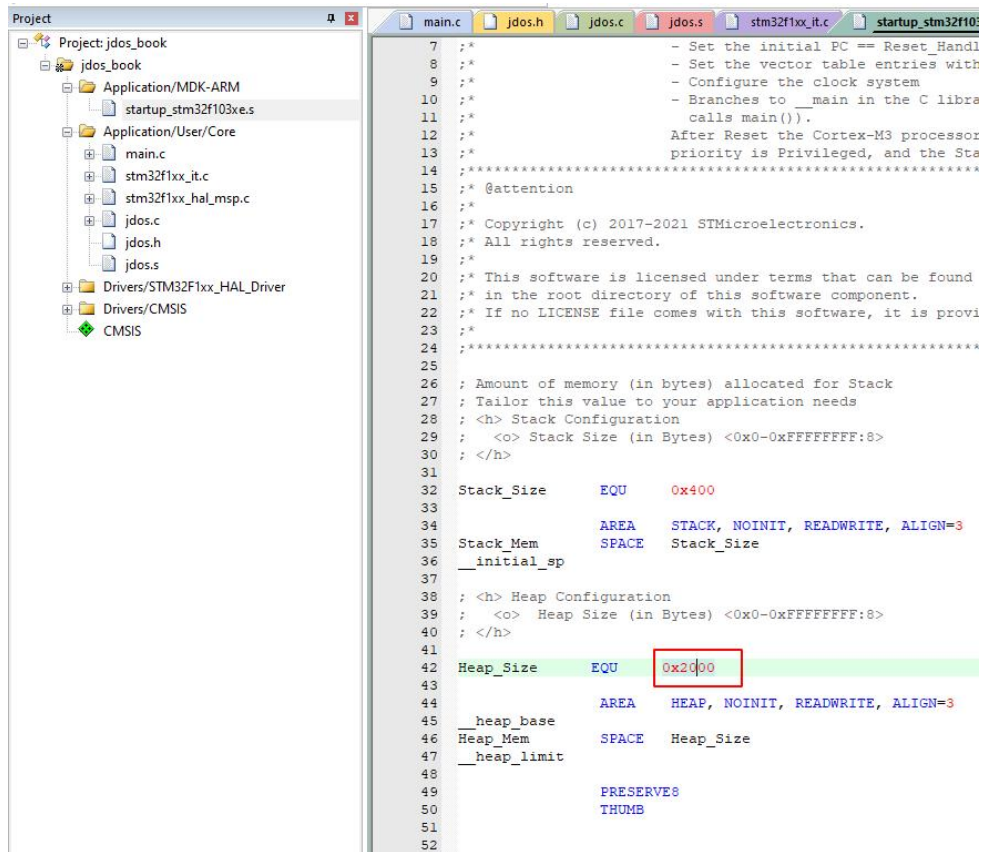 Project
Project: jdos_book
jdos_book
Application/MDK-ARM
startup_stm32f103xe.s
Application/User/Core
main.c
stm32f1xx_it.c
stm32f1xx_hal_msp.c
jdos.c
jdos.h
jdos.s
Drivers/STM32F1xx_HAL_Driver
Drivers/CMSIS
CMSIS
main.c jdos.h jdos.c jdos.s stm32f1xx_it.c startup_stm32f103
7 ;* - Set the initial PC == Reset_Handl
8 ;* - Set the vector table entries with
9 ;* - Configure the clock system
10 ;* - Branches to __main in the C libra
11 ;* calls main()).
12 ;* After Reset the Cortex-M3 processor
13 ;* priority is Privileged, and the Sta
14 ;***********************************************************
15 ;* @attention
16 ;*
17 ;* Copyright (c) 2017-2021 STMicroelectronics.
18 ;* All rights reserved.
19 ;*
20 ;* This software is licensed under terms that can be found
21 ;* in the root directory of this software component.
22 ;* If no LICENSE file comes with this software, it is provi
23 ;*
24 ;***********************************************************
25
26 ; Amount of memory (in bytes) allocated for Stack
27 ; Tailor this value to your application needs
28 ; <h> Stack Configuration
29 ;   <o> Stack Size (in Bytes) <0x0-0xFFFFFFFF:8>
30 ; </h>
31
32 Stack_Size EQU 0x400
33
34 AREA STACK, NOINIT, READWRITE, ALIGN=3
35 Stack_Mem SPACE Stack_Size
36 __initial_sp
37
38 ; <h> Heap Configuration
39 ;   <o>  Heap Size (in Bytes) <0x0-0xFFFFFFFF:8>
40 ; </h>
41
42 Heap_Size EQU 0x2000
43
44 AREA HEAP, NOINIT, READWRITE, ALIGN=3
45 __heap_base
46 Heap_Mem SPACE Heap_Size
47 __heap_limit
48
49 PRESERVE8
50 THUMB
51
52